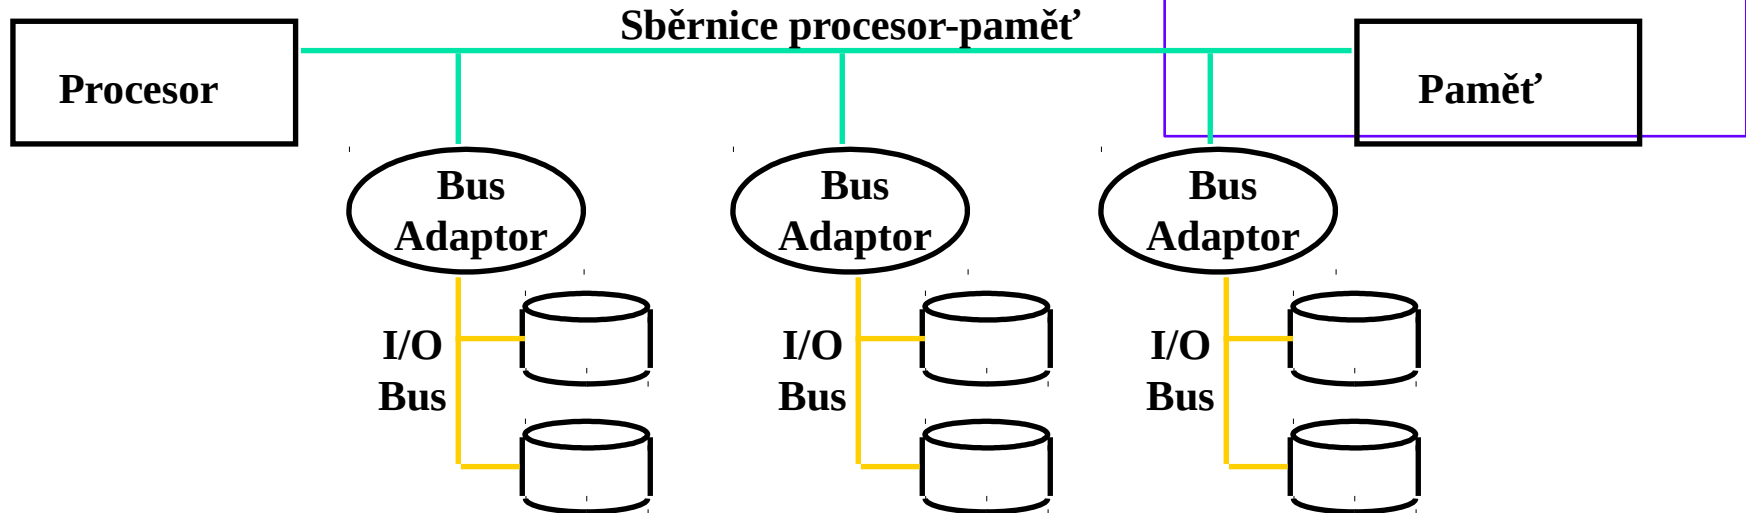 Sběrnice procesor-paměť
Procesor
Paměť
Bus
Adaptor
Bus
Adaptor
Bus
Adaptor
I/O
Bus
I/O
Bus
I/O
Bus